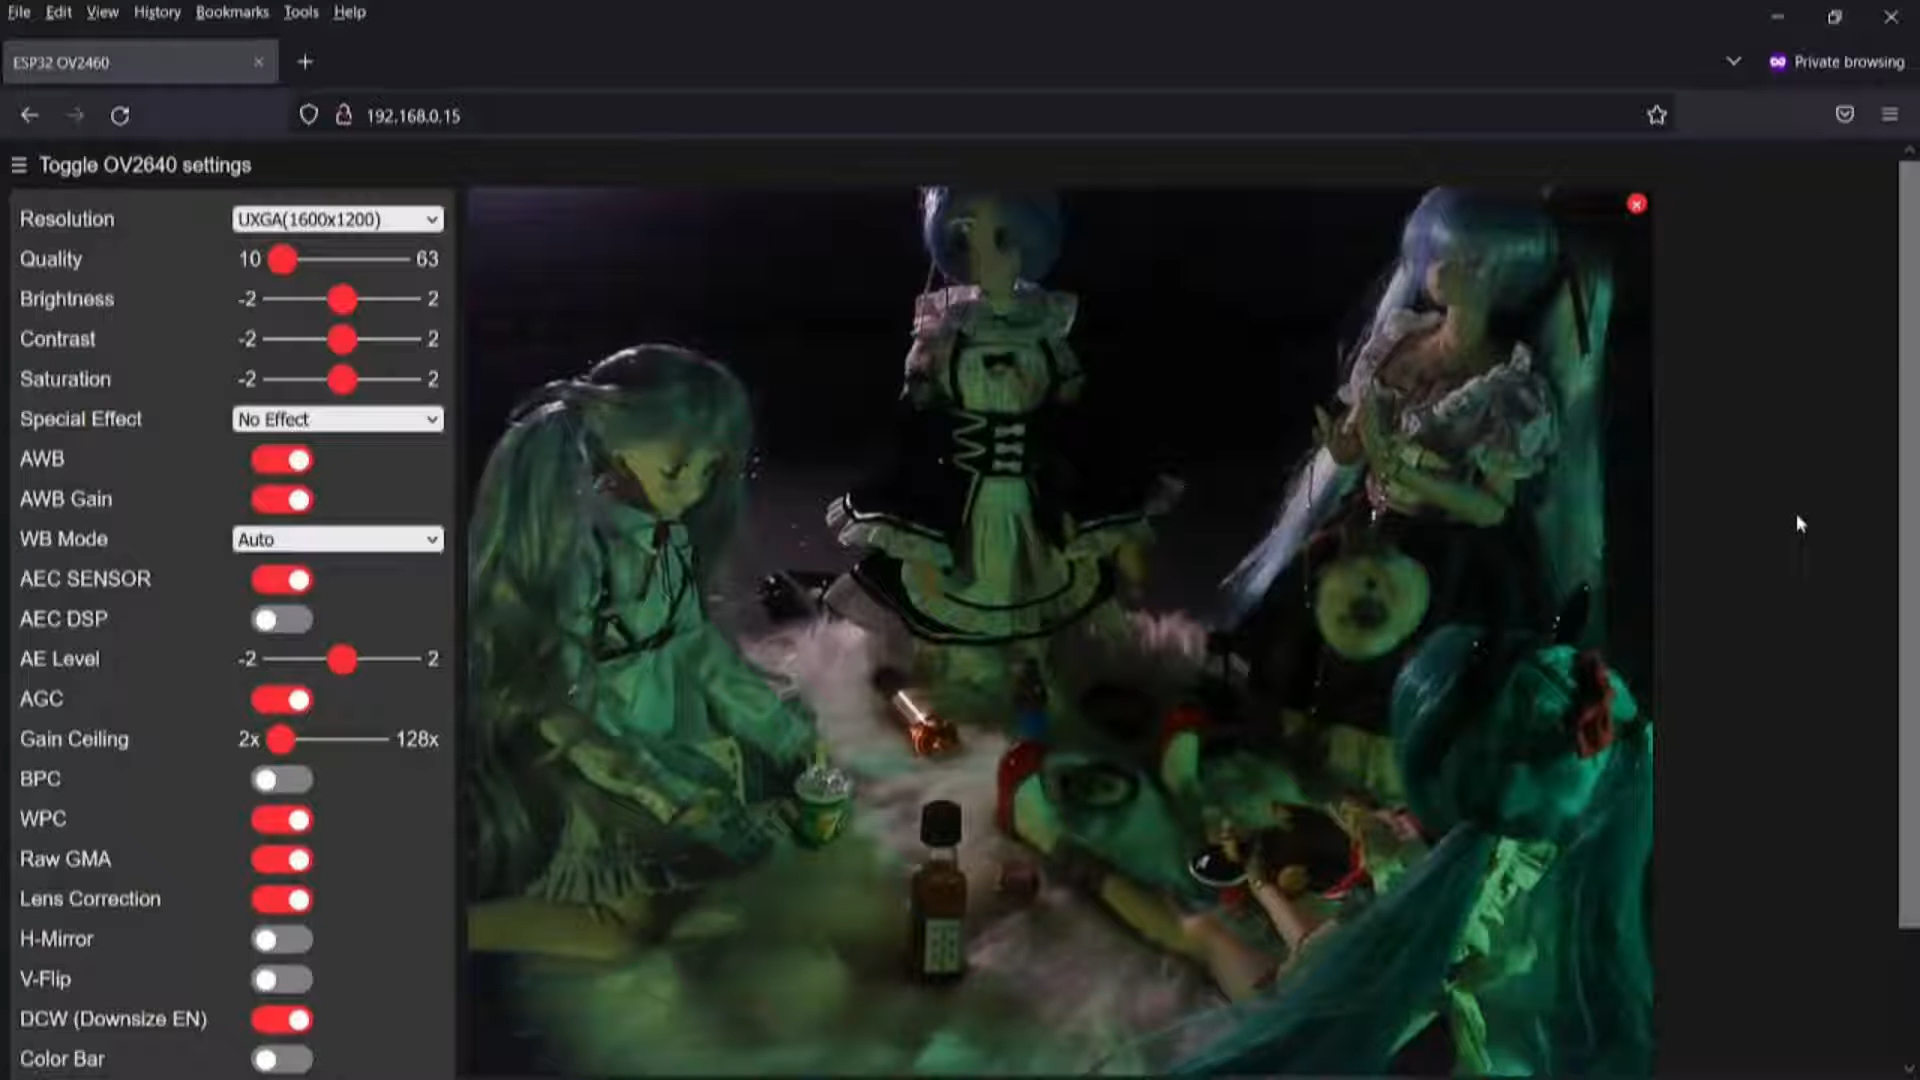 File Edit View History Bookmarks Tools Help
ESP32 OV2460
Private browsing
192.168.0.15
Toggle OV2640 settings
Resolution UXGA(1600x1200)
Quality 10 63
Brightness -2 2
Contrast -2 2
Saturation -2 2
Special Effect No Effect
AWB
AWB Gain
WB Mode Auto
AEC SENSOR
AEC DSP
AE Level -2 2
AGC
Gain Ceiling 2x 128x
BPC
WPC
Raw GMA
Lens Correction
H-Mirror
V-Flip
DCW (Downsize EN)
Color Bar